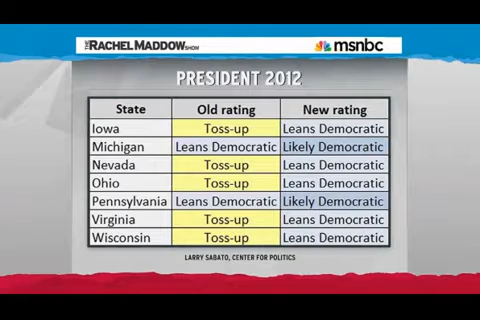 THE RACHEL MADDOW SHOW
msnbc
PRESIDENT 2012
State Old rating New rating
Iowa Toss-up Leans Democratic
Michigan Leans Democratic Likely Democratic
Nevada Toss-up Leans Democratic
Ohio Toss-up Leans Democratic
Pennsylvania Leans Democratic Likely Democratic
Virginia Toss-up Leans Democratic
Wisconsin Toss-up Leans Democratic
LARRY SABATO, CENTER FOR POLITICS